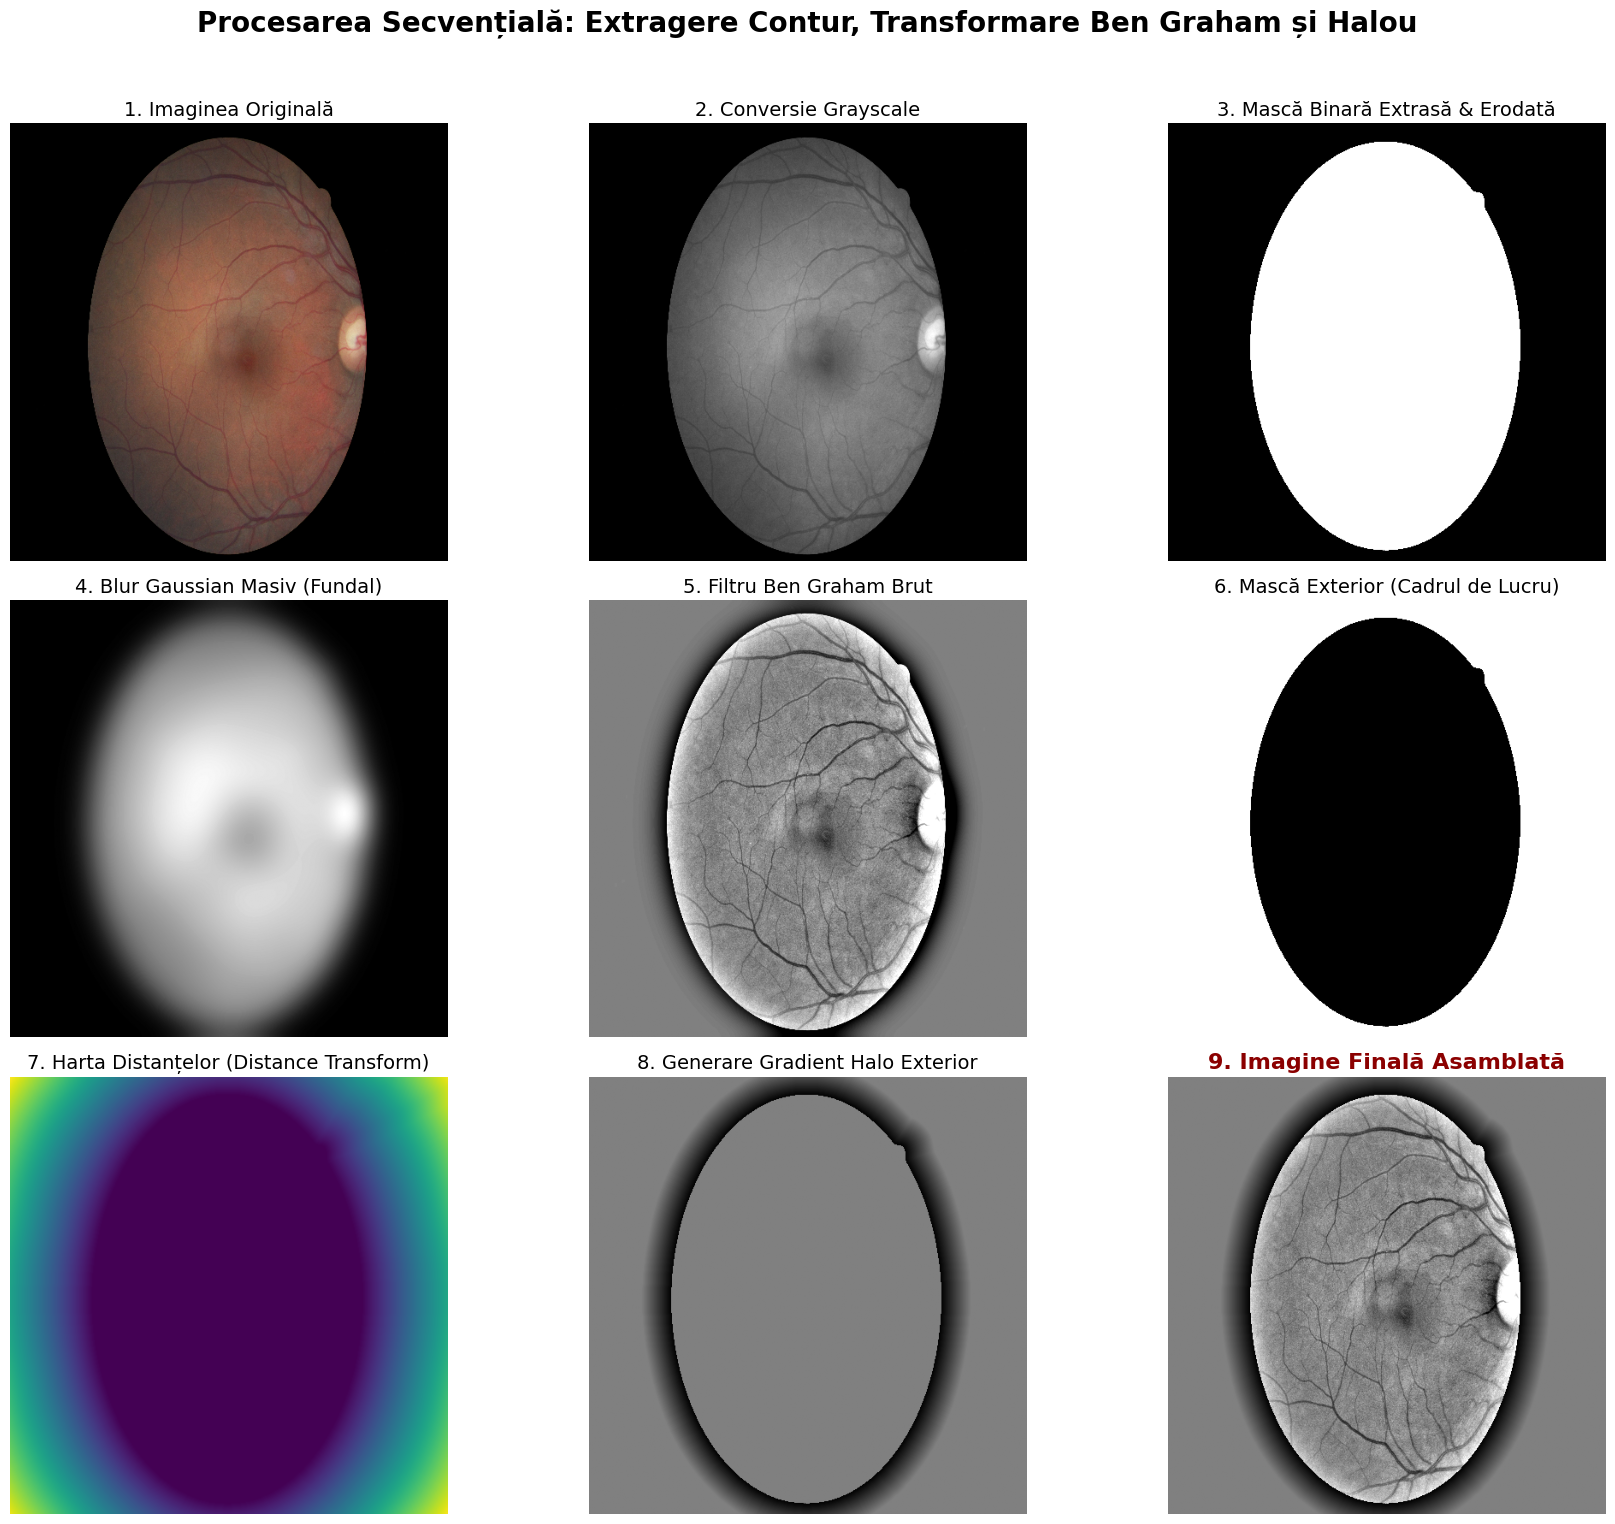 Procesarea Secvențială: Extragere Contur, Transformare Ben Graham și Halou
1. Imaginea Originală
2. Conversie Grayscale
3. Mască Binară Extrasă & Erodată
4. Blur Gaussian Masiv (Fundal)
5. Filtru Ben Graham Brut
6. Mască Exterior (Cadrul de Lucru)
7. Harta Distanțelor (Distance Transform)
8. Generare Gradient Halo Exterior
9. Imagine Finală Asamblată